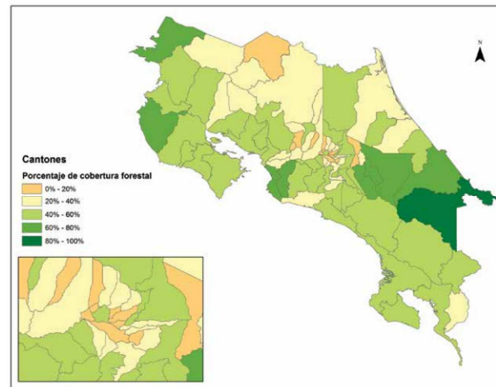 N
Cantones
Porcentaje de cobertura forestal
0% - 20%
20% - 40%
40% - 60%
60% - 80%
80% - 100%